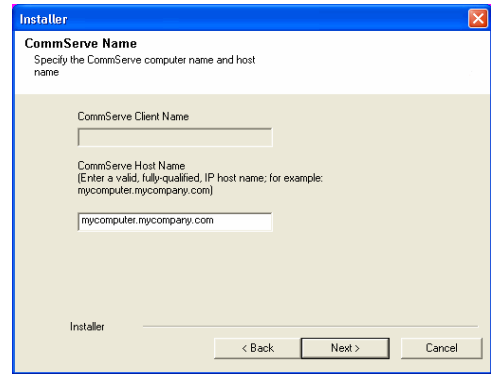 Installer
CommServe Name
Specify the CommServe computer name and host
name
CommServe Client Name
CommServe Host Name
(Enter a valid, fully-qualified, IP host name; for example:
mycomputer.mycompany.com)
mycomputer.mycompany.com
Installer
< Back
Next >
Cancel